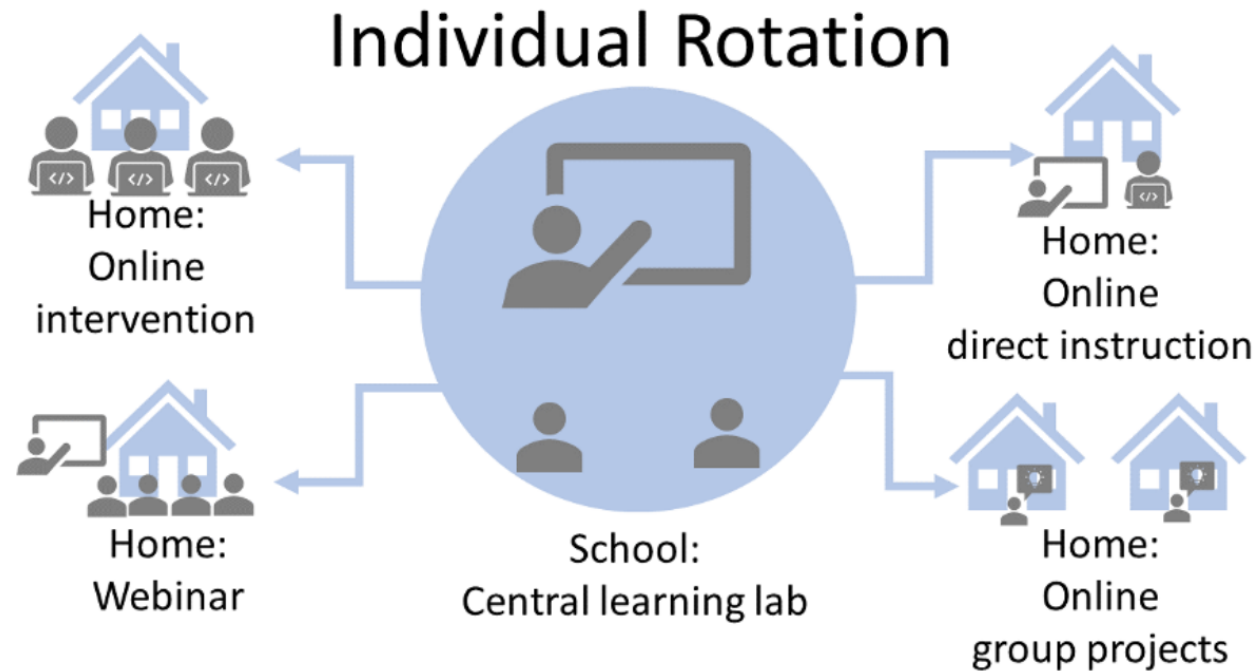 Individual Rotation
Home:
Online
intervention
Home:
Online
direct instruction
Home:
Webinar
School:
Central learning lab
Home:
Online
group projects